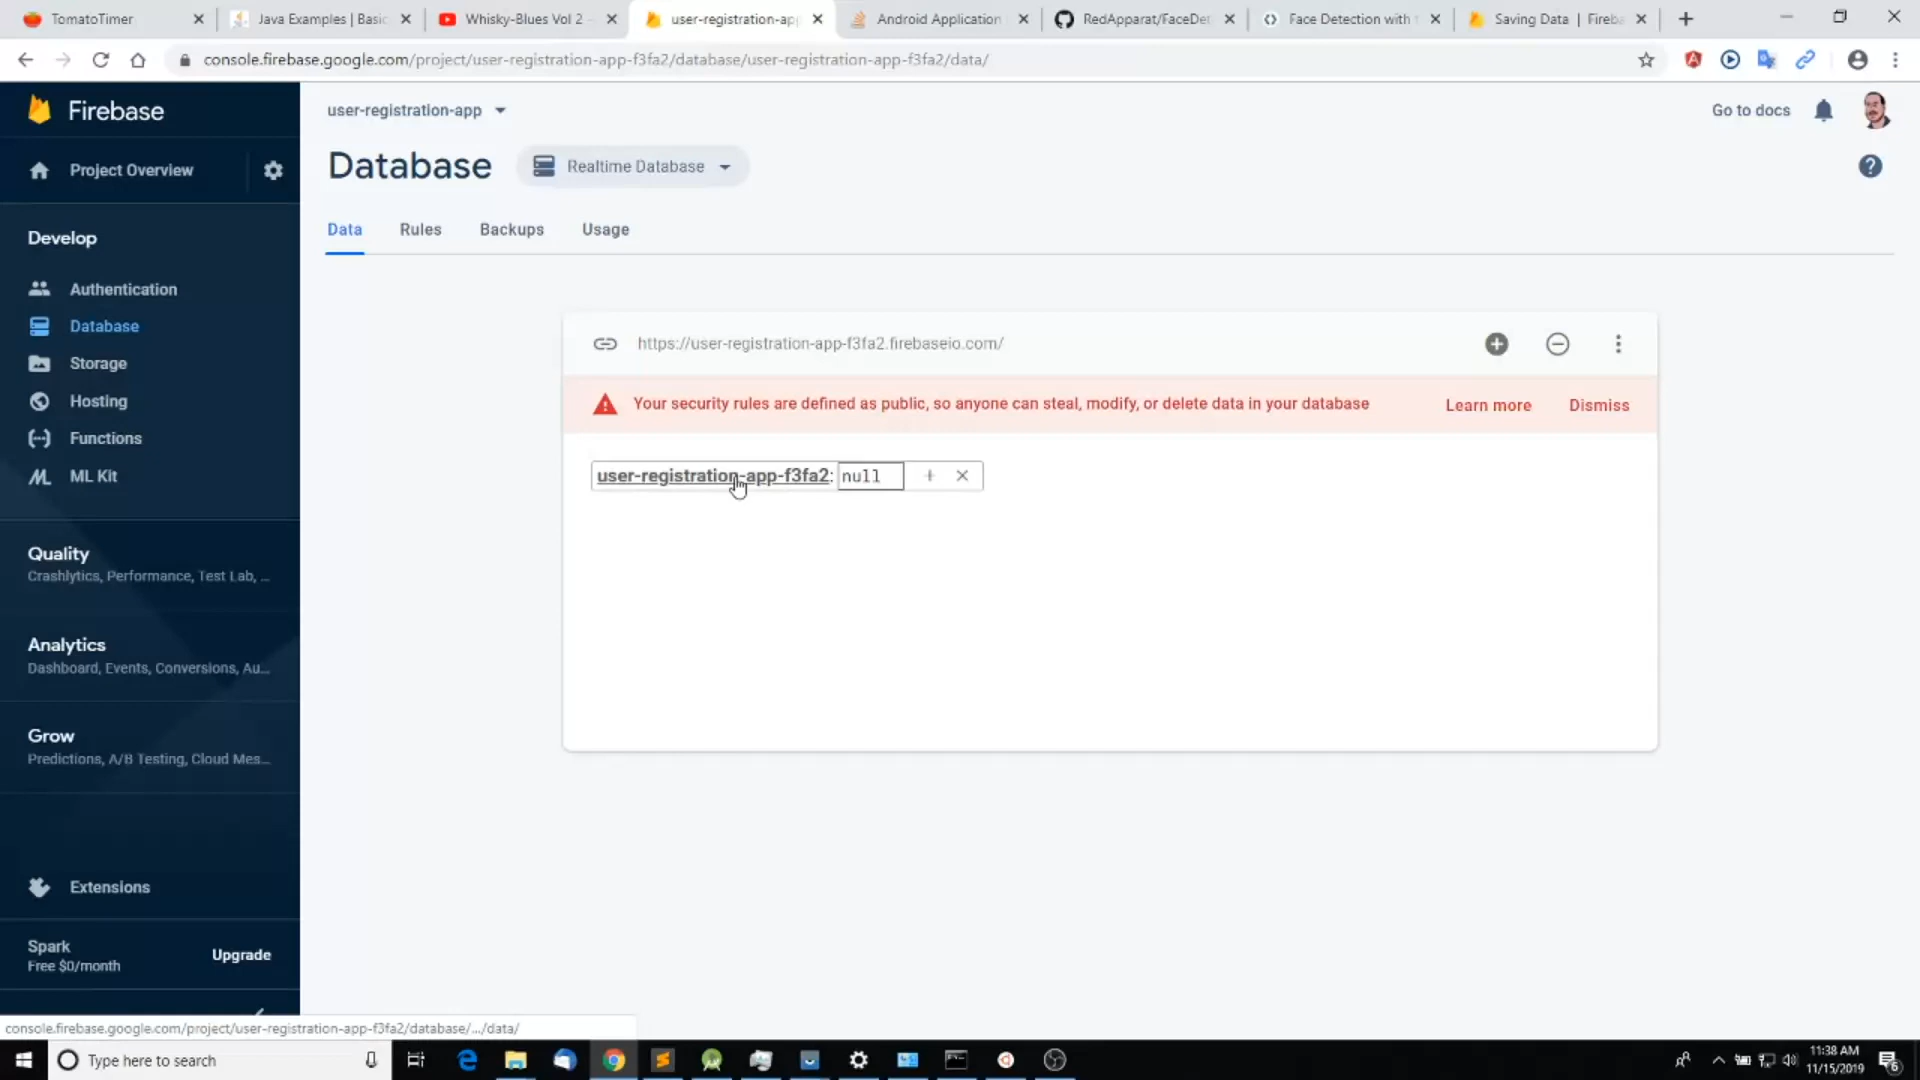 TomatoTimer
Java Examples | Basic
Whisky-Blues Vol 2 -
user-registration-app
Android Application
RedApparat/FaceDet
Face Detection with
Saving Data | Fireba
console.firebase.google.com/project/user-registration-app-f3fa2/database/user-registration-app-f3fa2/data/
Firebase
user-registration-app
Go to docs
Project Overview
Database
Realtime Database
Develop
Data
Rules
Backups
Usage
Authentication
Database
Storage
Hosting
Functions
ML Kit
https://user-registration-app-f3fa2.firebaseio.com/
Your security rules are defined as public, so anyone can steal, modify, or delete data in your database
Learn more
Dismiss
user-registration-app-f3fa2: null
Quality
Crashlytics, Performance, Test Lab, ...
Analytics
Dashboard, Events, Conversions, Au...
Grow
Predictions, A/B Testing, Cloud Mes...
Extensions
Spark
Free $0/month
Upgrade
console.firebase.google.com/project/user-registration-app-f3fa2/database/.../data/
Type here to search
11:38 AM
11/15/2019
6